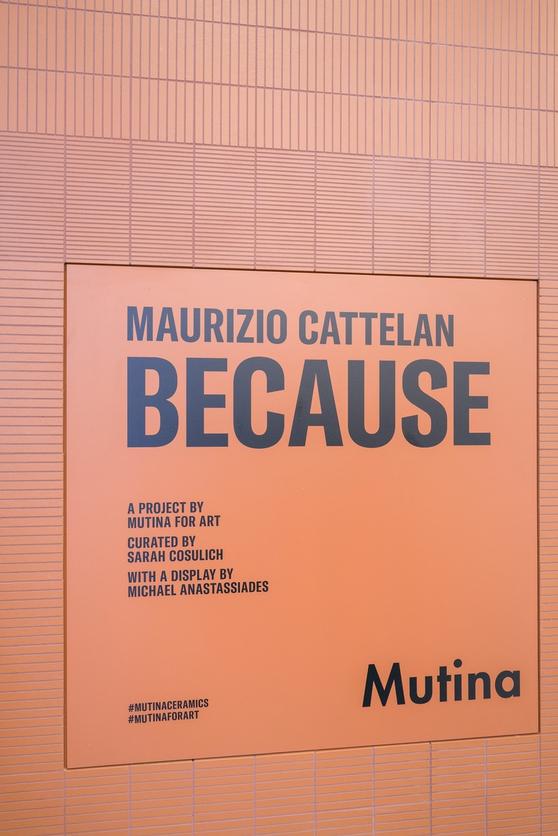 MAURIZIO CATTELAN
BECAUSE
A PROJECT BY
MUTINA FOR ART
CURATED BY
SARAH COSULICH
WITH A DISPLAY BY
MICHAEL ANASTASSIADES
Mutina
#MUTINACERAMICS
#MUTINAFORART